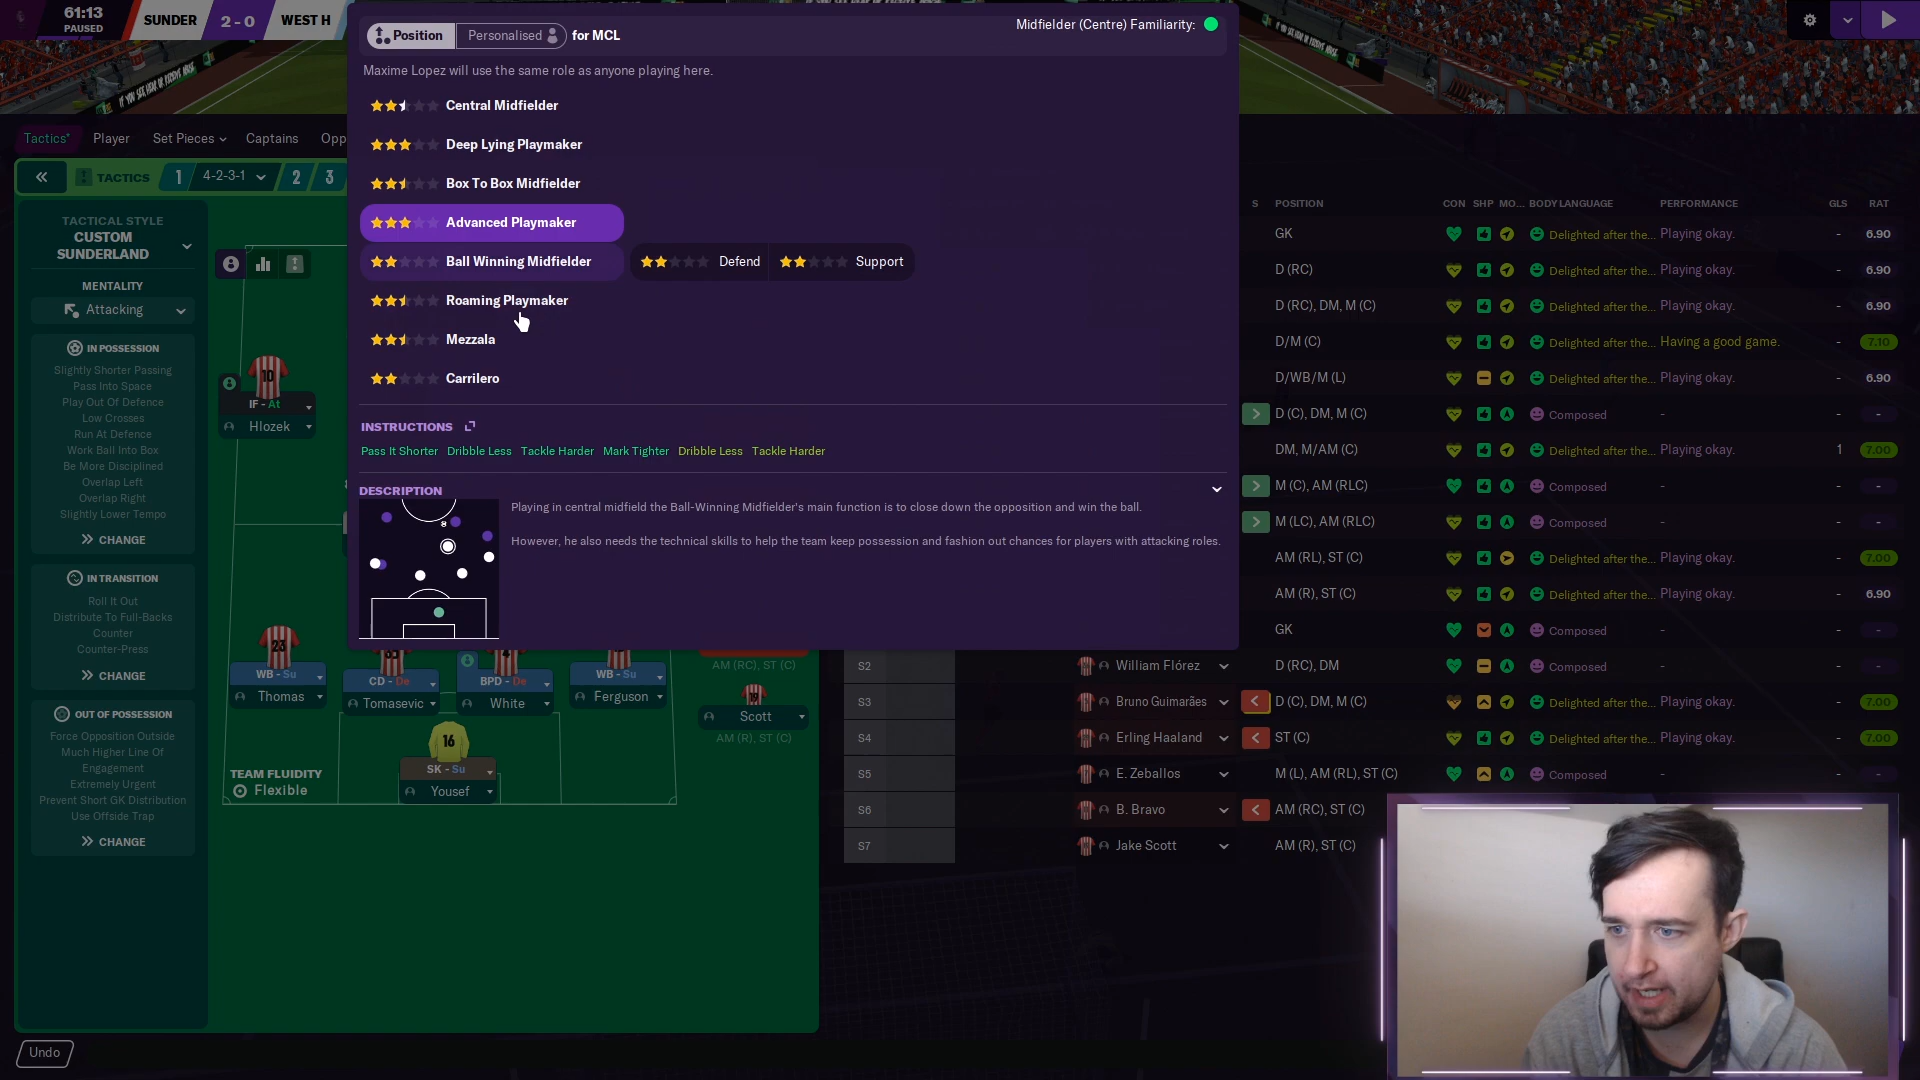 61:13
PAUSED
SUNDER 2 - 0 WEST H
Position Personalised for MCL
Midfielder (Centre) Familiarity:
Maxime Lopez will use the same role as anyone playing here.
Central Midfielder
Deep Lying Playmaker
Box To Box Midfielder
Advanced Playmaker
Ball Winning Midfielder Defend Support
Roaming Playmaker
Mezzala
Carrilero
INSTRUCTIONS
Pass It Shorter Dribble Less Tackle Harder Mark Tighter Dribble Less Tackle Harder
DESCRIPTION
Playing in central midfield the Ball-Winning Midfielder's main function is to close down the opposition and win the ball.
However, he also needs the technical skills to help the team keep possession and fashion out chances for players with attacking roles.
Tactics* Player Set Pieces Captains Opp
TACTICS 1 4-2-3-1 2 3
TACTICAL STYLE
CUSTOM
SUNDERLAND
MENTALITY
Attacking
IN POSSESSION
Slightly Shorter Passing
Pass Into Space
Play Out Of Defence
Low Crosses
Run At Defence
Work Ball Into Box
Be More Disciplined
Overlap Left
Overlap Right
Slightly Lower Tempo
CHANGE
IN TRANSITION
Roll It Out
Distribute To Full-Backs
Counter
Counter-Press
CHANGE
OUT OF POSSESSION
Force Opposition Outside
Much Higher Line Of
Engagement
Extremely Urgent
Prevent Short GK Distribution
Use Offside Trap
CHANGE
10
IF - At
Hlozek
23
WB - Su
Thomas
CD - De
Tomasevic
BPD - De
White
WB - Su
Ferguson
16
SK - Su
Yousef
TEAM FLUIDITY
Flexible
AM (RC), ST (C)
Scott
AM (R), ST (C)
Undo
S POSITION CON SHP MO... BODY LANGUAGE PERFORMANCE GLS RAT
GK Delighted after the... Playing okay. - 6.90
D (RC) Delighted after the... Playing okay. - 6.90
D (RC), DM, M (C) Delighted after the... Playing okay. - 6.90
D/M (C) Delighted after the... Having a good game. - 7.10
D/WB/M (L) Delighted after the... Playing okay. - 6.90
D (C), DM, M (C) Composed - - -
DM, M/AM (C) Delighted after the... Playing okay. 1 7.00
M (C), AM (RLC) Composed - - -
M (LC), AM (RLC) Composed - - -
AM (RL), ST (C) Delighted after the... Playing okay. - 7.00
AM (R), ST (C) Delighted after the... Playing okay. - 6.90
GK Composed - - -
S2 William Flórez D (RC), DM Composed - - -
S3 Bruno Guimarães D (C), DM, M (C) Delighted after the... Playing okay. - 7.00
S4 Erling Haaland ST (C) Delighted after the... Playing okay. - 7.00
S5 E. Zeballos M (L), AM (RL), ST (C) Composed - - -
S6 B. Bravo AM (RC), ST (C)
S7 Jake Scott AM (R), ST (C)